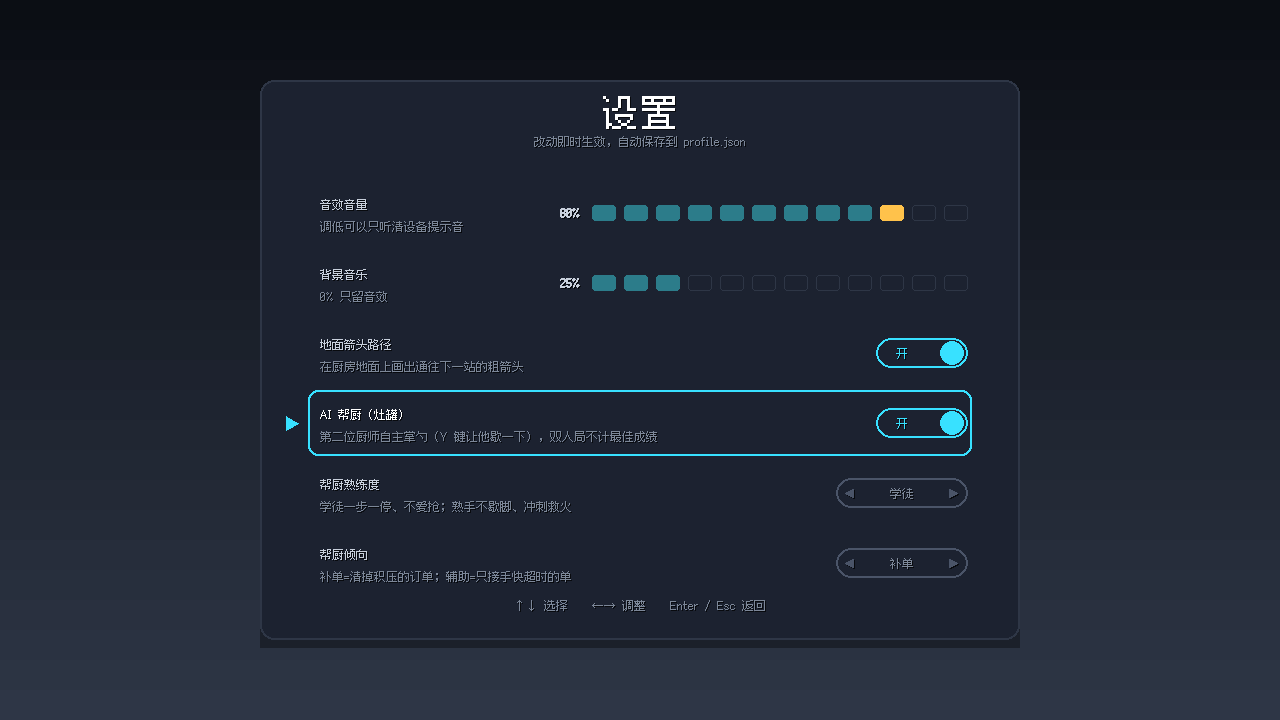 设置
改动即时生效，自动保存到 profile.json
音效音量
80%
调低可以只听清设备提示音
背景音乐
25%
0% 只留音效
地面箭头路径
开
在厨房地面上画出通往下一站的粗箭头
AI 帮厨（灶罐）
开
第二位厨师自主掌勺（Y 键让他歇一下），双人局不计最佳成绩
帮厨熟练度
学徒
学徒一步一停、不爱抢；熟手不歇脚、冲刺救火
帮厨倾向
补单
补单=清掉积压的订单；辅助=只接手快超时的单
↑↓ 选择 ←→ 调整 Enter / Esc 返回